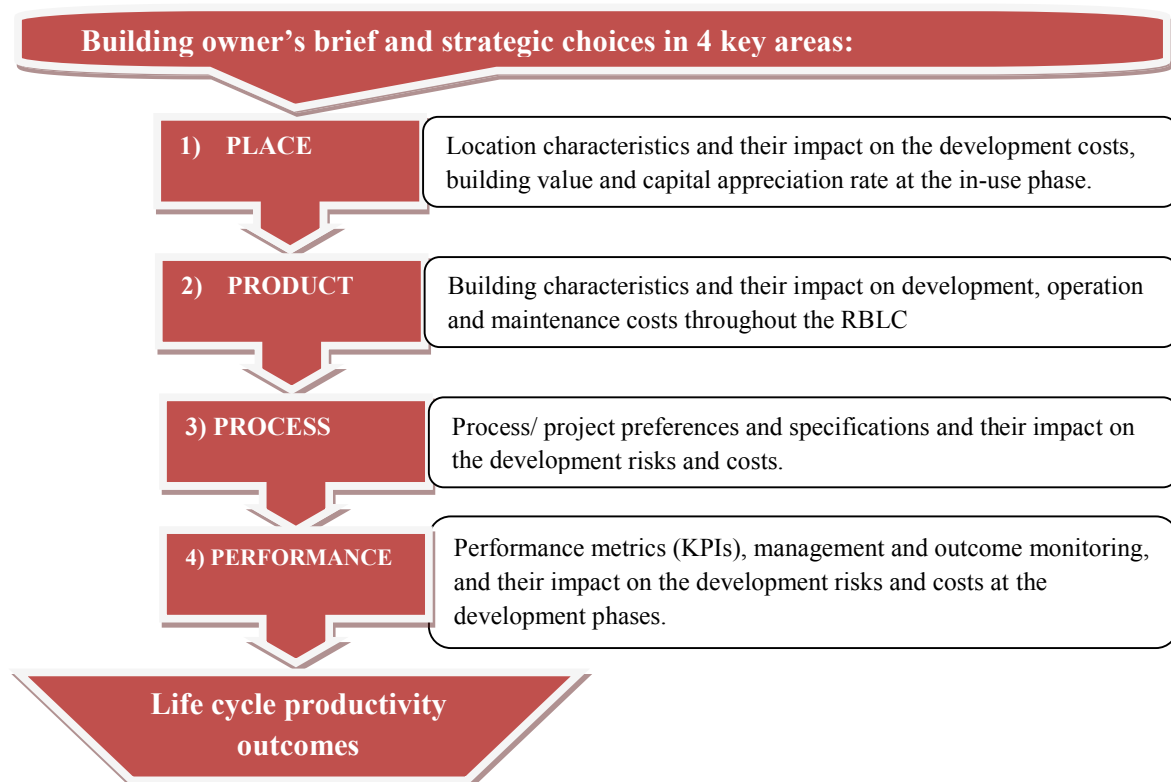 Building owner’s brief and strategic choices in 4 key areas:
1) PLACE
Location characteristics and their impact on the development costs,
building value and capital appreciation rate at the in-use phase.
2) PRODUCT
Building characteristics and their impact on development, operation
and maintenance costs throughout the RBLC
3) PROCESS
Process/ project preferences and specifications and their impact on
the development risks and costs.
4) PERFORMANCE
Performance metrics (KPIs), management and outcome monitoring,
and their impact on the development risks and costs at the
development phases.
Life cycle productivity
outcomes